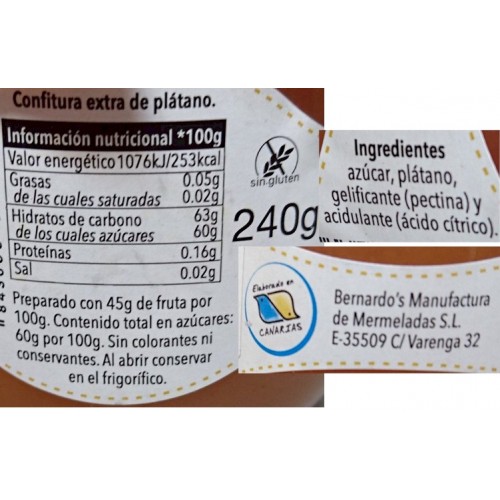 Confitura extra de plátano.
Información nutricional *100g
Valor energético 1076kJ/253kcal
Grasas 0.05g
de las cuales saturadas 0.02g
Hidratos de carbono 63g
de los cuales azúcares 60g
Proteínas 0.16g
Sal 0.02g
Preparado con 45g de fruta por
100g. Contenido total en azúcares:
60g por 100g. Sin colorantes ni
conservantes. Al abrir conservar
en el frigorífico.
sin gluten
240g
Ingredientes
azúcar, plátano,
gelificante (pectina) y
acidulante (ácido cítrico).
Elaborado en
CANARIAS
Bernardo's Manufactura
de Mermeladas S.L.
E-35509 C/ Varenga 32